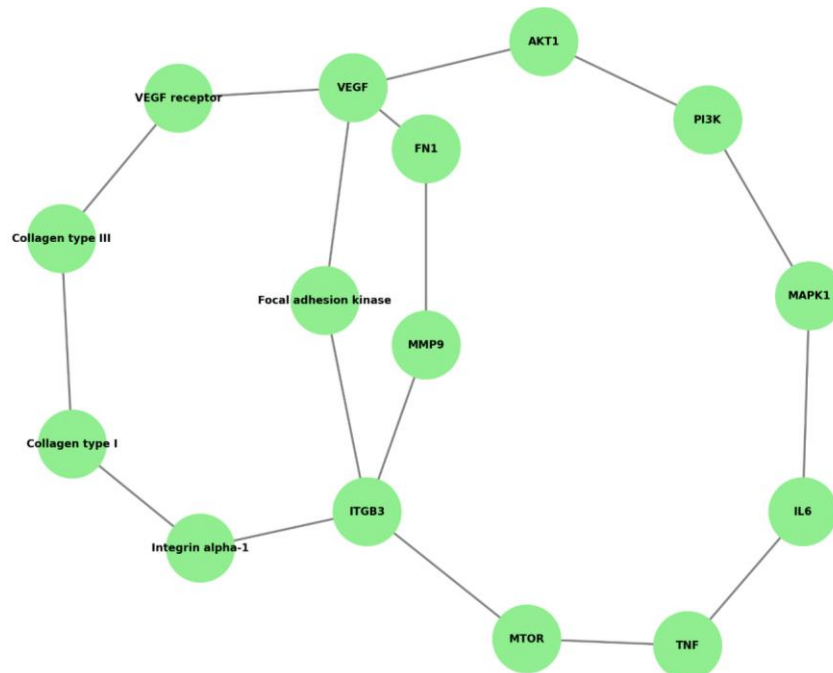 AKT1
VEGF
VEGF receptor
PI3K
FN1
Collagen type III
MAPK1
Focal adhesion kinase
MMP9
Collagen type I
ITGB3
IL6
Integrin alpha-1
MTOR
TNF